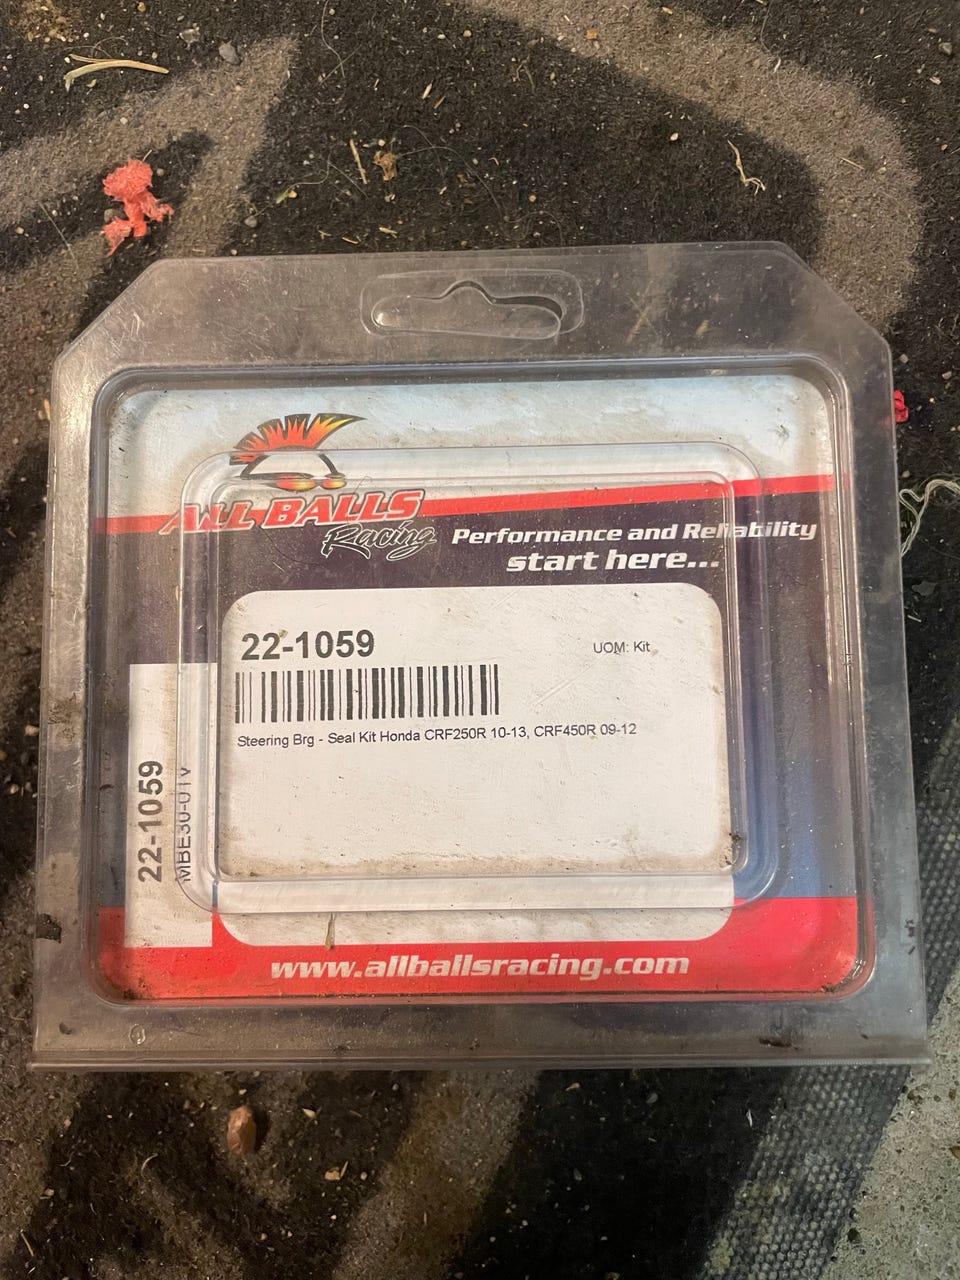 ALL BALLS
Racing
Performance and Reliability
start here...
22-1059
UOM: Kit
Steering Brg - Seal Kit Honda CRF250R 10-13, CRF450R 09-12
22-1059
www.allballsracing.com